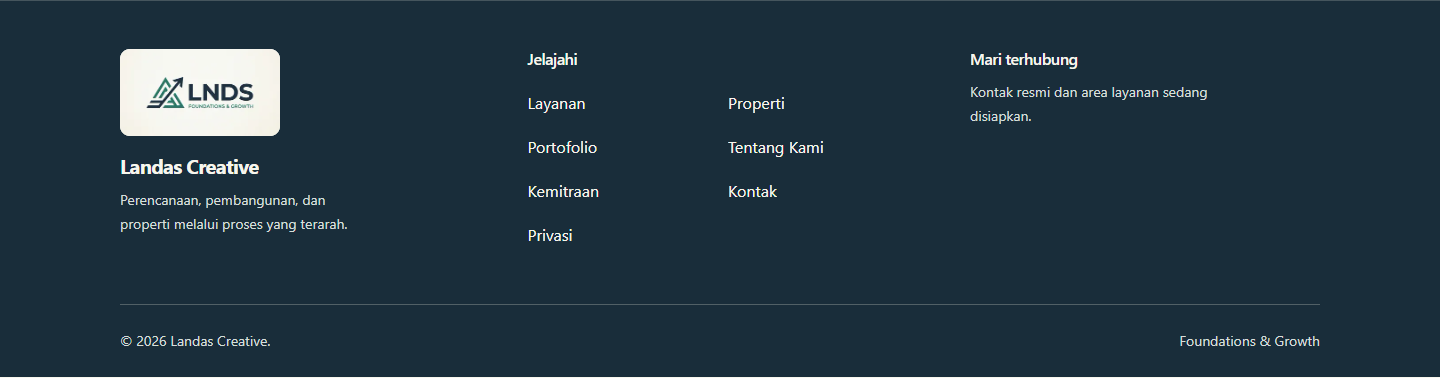 LNDS
FOUNDATIONS & GROWTH
Landas Creative
Perencanaan, pembangunan, dan
properti melalui proses yang terarah.
Jelajahi
Layanan
Properti
Portofolio
Tentang Kami
Kemitraan
Kontak
Privasi
Mari terhubung
Kontak resmi dan area layanan sedang
disiapkan.
© 2026 Landas Creative.
Foundations & Growth